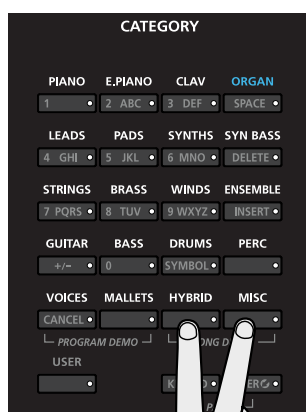 CATEGORY
PIANO E.PIANO CLAV ORGAN
1 2 ABC 3 DEF SPACE
LEADS PADS SYNTHS SYN BASS
4 GHI 5 JKL 6 MNO DELETE
STRINGS BRASS WINDS ENSEMBLE
7 PQRS 8 TUV 9 WXYZ INSERT
GUITAR BASS DRUMS PERC
+/– 0 SYMBOL
VOICES MALLETS HYBRID MISC
CANCEL
PROGRAM DEMO
USER